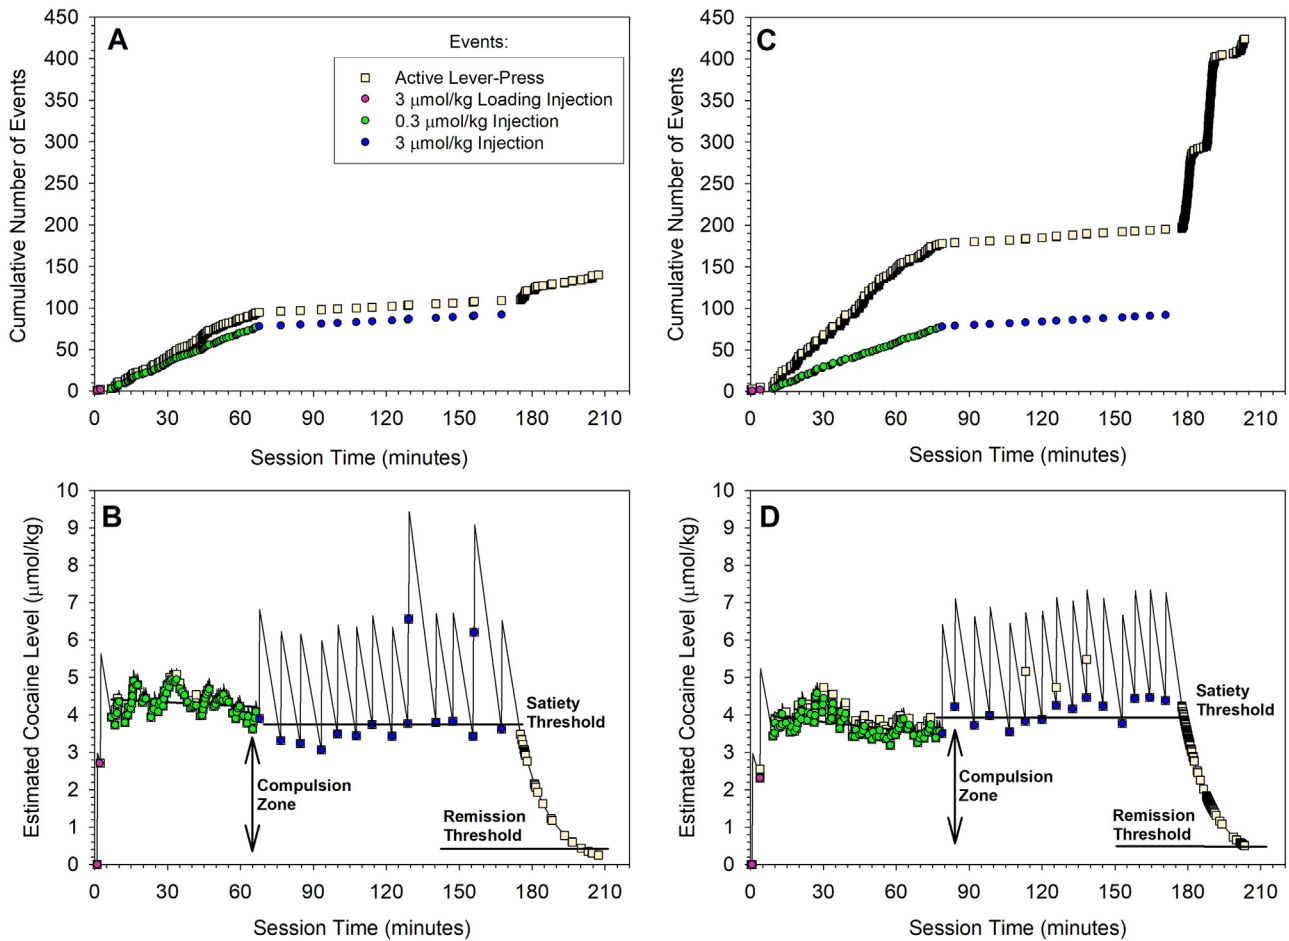 A
Cumulative Number of Events
450
400
350
300
250
200
150
100
50
0
Events:
Active Lever-Press
3 μmol/kg Loading Injection
0.3 μmol/kg Injection
3 μmol/kg Injection
0 30 60 90 120 150 180 210
Session Time (minutes)
C
Cumulative Number of Events
450
400
350
300
250
200
150
100
50
0
0 30 60 90 120 150 180 210
Session Time (minutes)
B
Estimated Cocaine Level (μmol/kg)
10
9
8
7
6
5
4
3
2
1
0
Satiety
Threshold
Compulsion
Zone
Remission
Threshold
0 30 60 90 120 150 180 210
Session Time (minutes)
D
Estimated Cocaine Level (μmol/kg)
10
9
8
7
6
5
4
3
2
1
0
Satiety
Threshold
Compulsion
Zone
Remission
Threshold
0 30 60 90 120 150 180 210
Session Time (minutes)